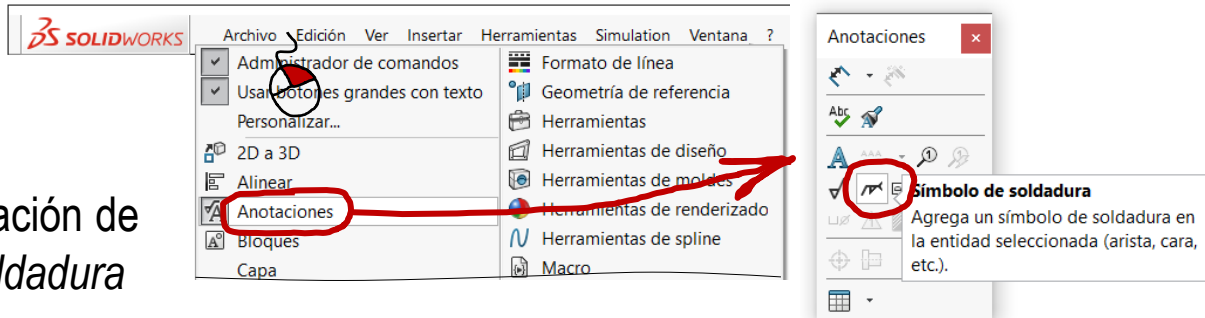 SOLIDWORKS
Archivo Edición Ver Insertar Herramientas Simulation Ventana ?
Administrador de comandos
Usar botones grandes con texto
Personalizar...
2D a 3D
Alinear
Anotaciones
Bloques
Capa
Formato de línea
Geometría de referencia
Herramientas
Herramientas de diseño
Herramientas de moldes
Herramientas de renderizado
Herramientas de spline
Macro
ación de
ldadura
Anotaciones
Abc
Símbolo de soldadura
Agrega un símbolo de soldadura en
la entidad seleccionada (arista, cara,
etc.).